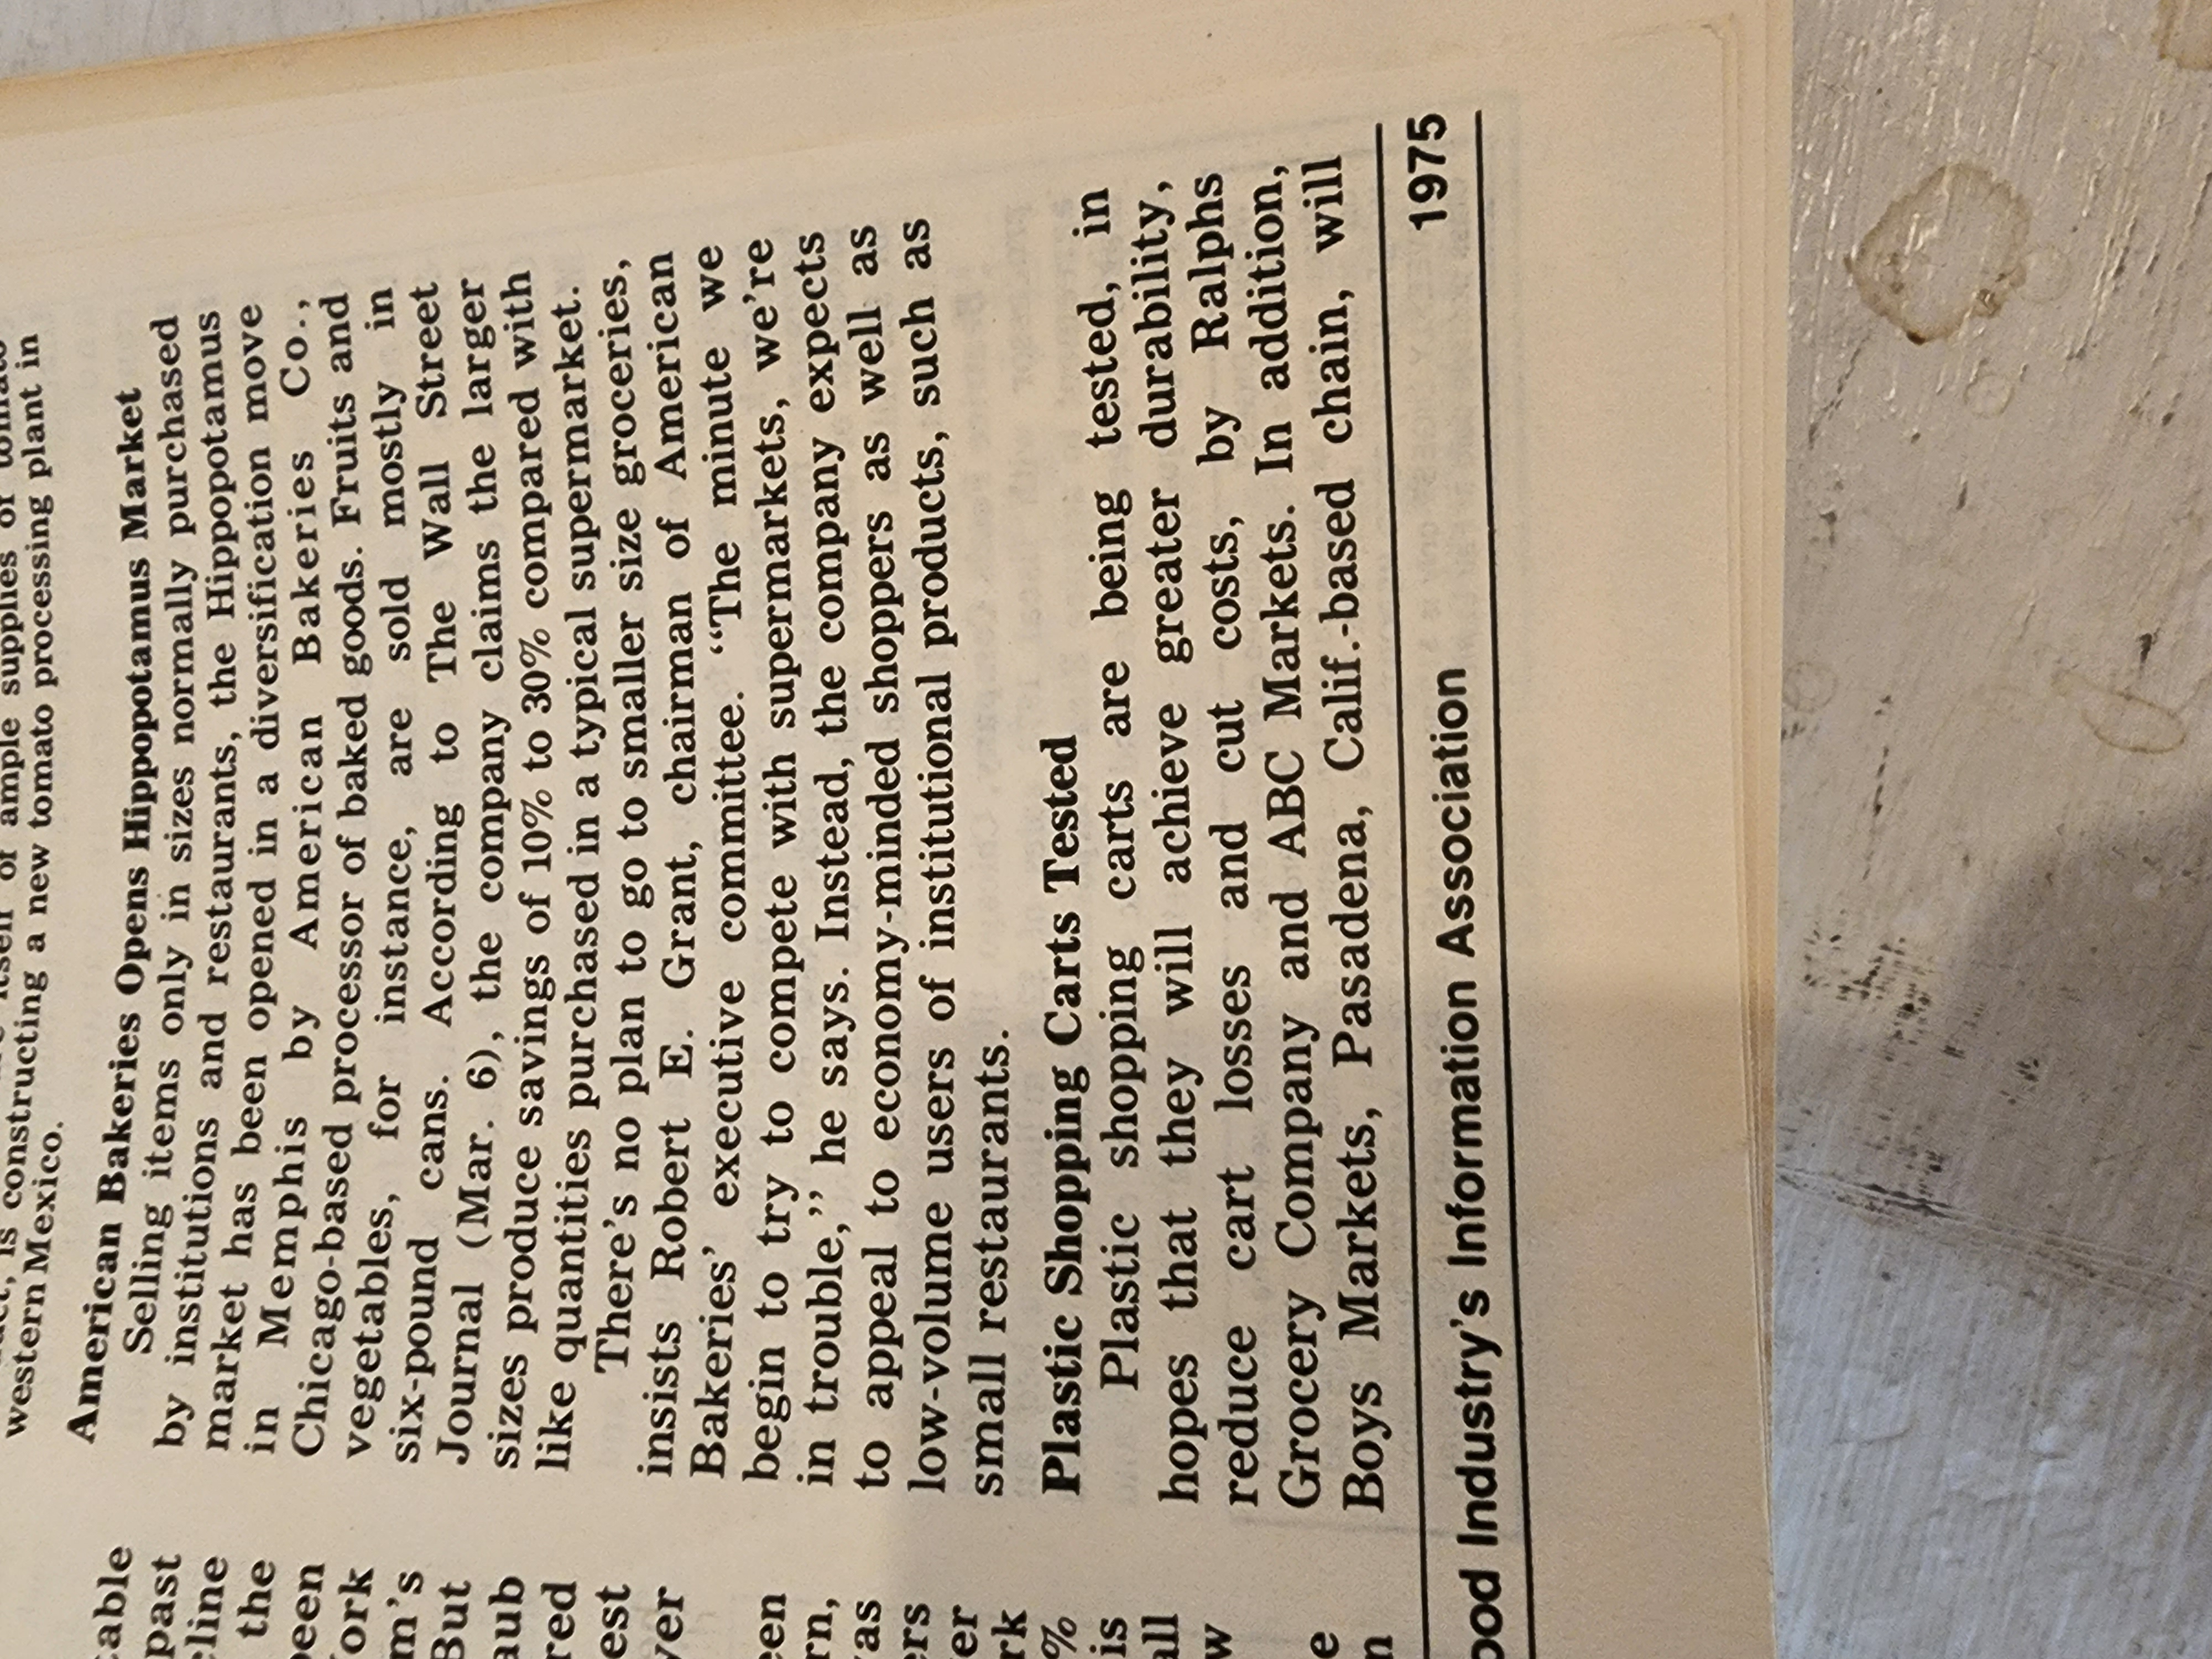 past
the
But
%
is
itself of ample supplies of
is constructing a new tomato processing plant in
western Mexico.
American Bakeries Opens Hippopotamus Market
Selling items only in sizes normally purchased
by institutions and restaurants, the Hippopotamus
market has been opened in a diversification move
in Memphis by American Bakeries Co.,
Chicago-based processor of baked goods. Fruits and
vegetables, for instance, are sold mostly in
six-pound cans. According to The Wall Street
Journal (Mar. 6), the company claims the larger
sizes produce savings of 10% to 30% compared with
like quantities purchased in a typical supermarket.
There's no plan to go to smaller size groceries,
insists Robert E. Grant, chairman of American
Bakeries' executive committee. “The minute we
begin to try to compete with supermarkets, we're
in trouble,” he says. Instead, the company expects
to appeal to economy-minded shoppers as well as
low-volume users of institutional products, such as
small restaurants.
Plastic Shopping Carts Tested
Plastic shopping carts are being tested, in
hopes that they will achieve greater durability,
reduce cart losses and cut costs, by Ralphs
Grocery Company and ABC Markets. In addition,
Boys Markets, Pasadena, Calif.-based chain, will
Industry's Information Association 1975